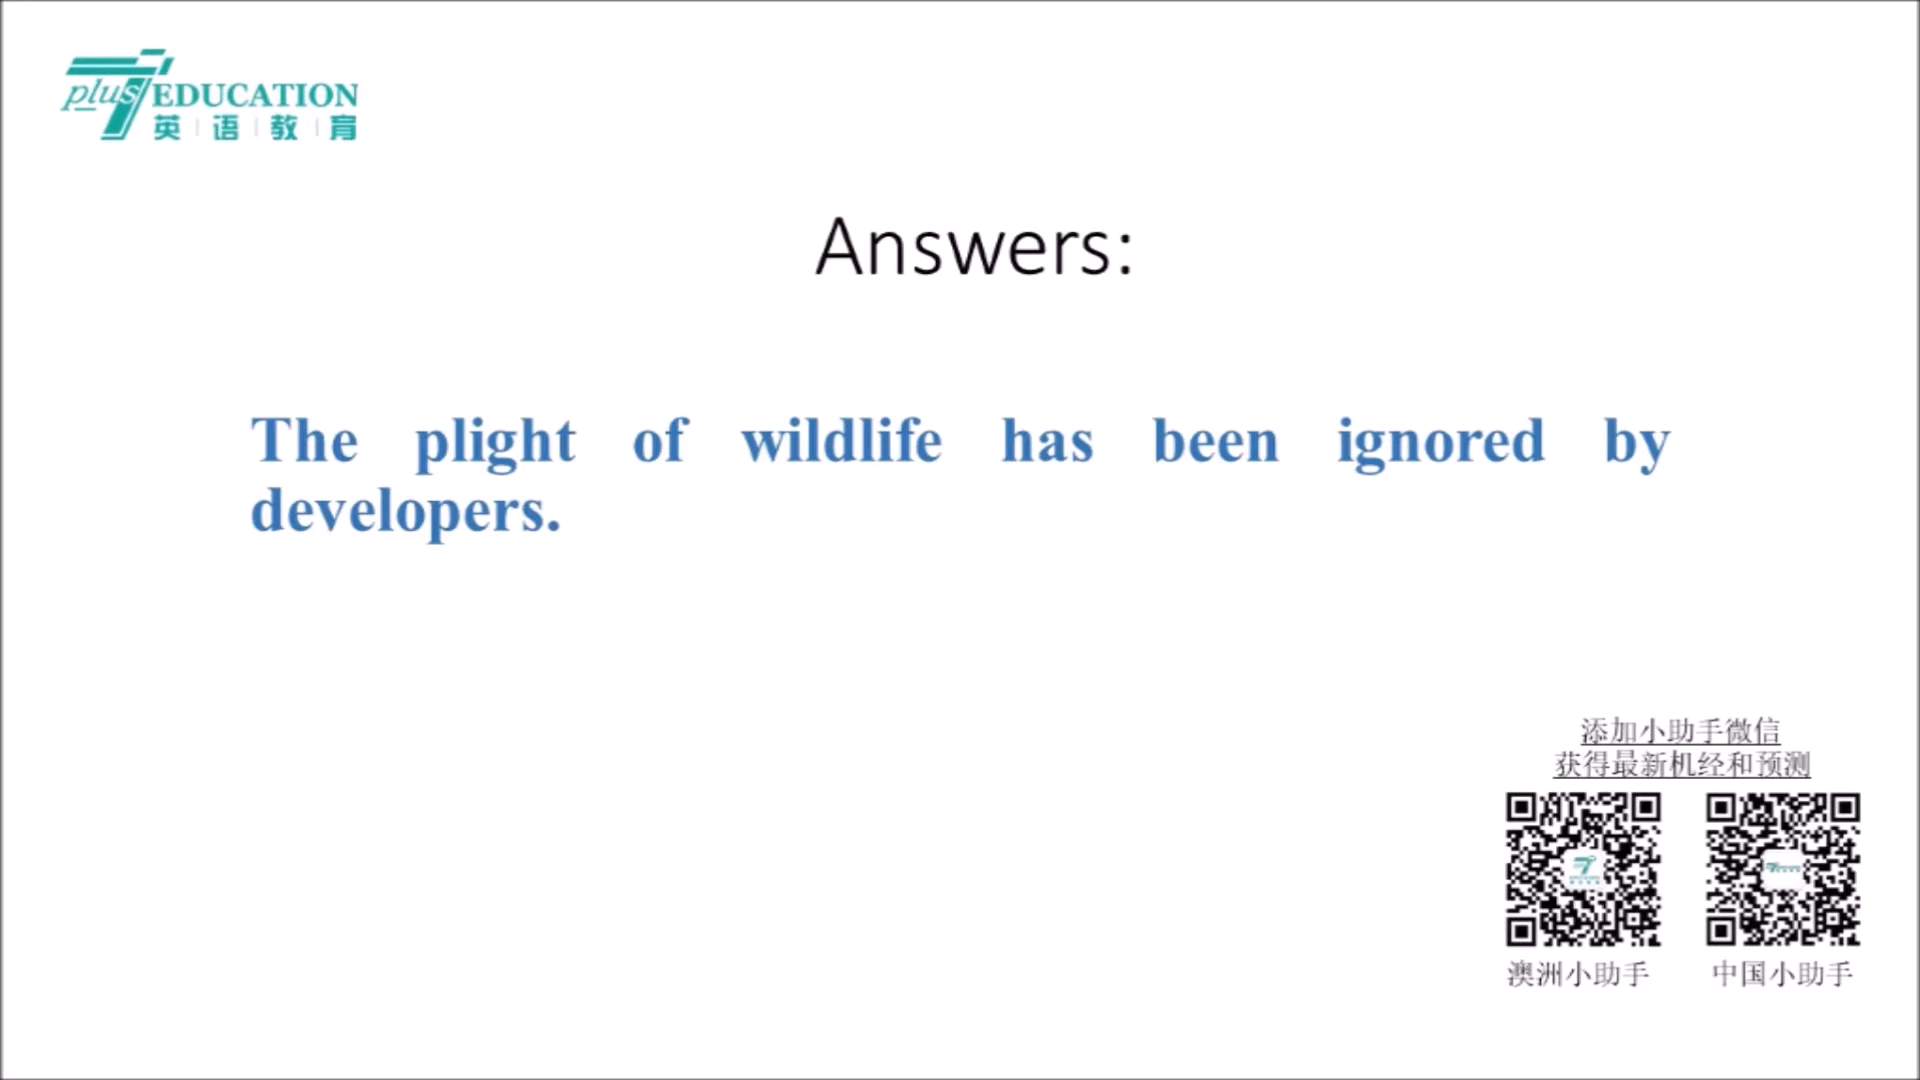 plus 7 EDUCATION
英语教育
Answers:
The plight of wildlife has been ignored by
developers.
添加小助手微信
获得最新机经和预测
澳洲小助手 中国小助手